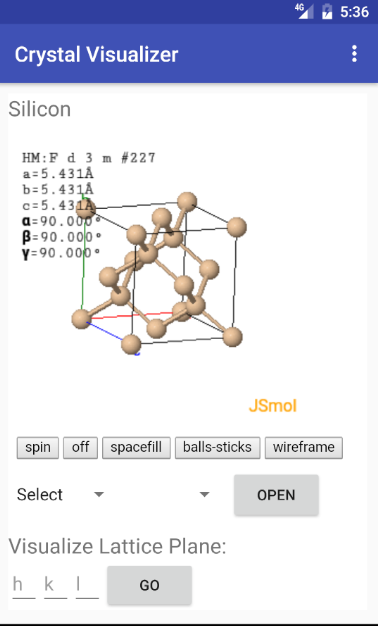 4G 5:36
Crystal Visualizer
Silicon
HM:F d 3 m #227
a=5.431Å
b=5.431Å
c=5.431Å
α=90.000°
β=90.000°
γ=90.000°
JSmol
spin off spacefill balls-sticks wireframe
Select OPEN
Visualize Lattice Plane:
h k l GO